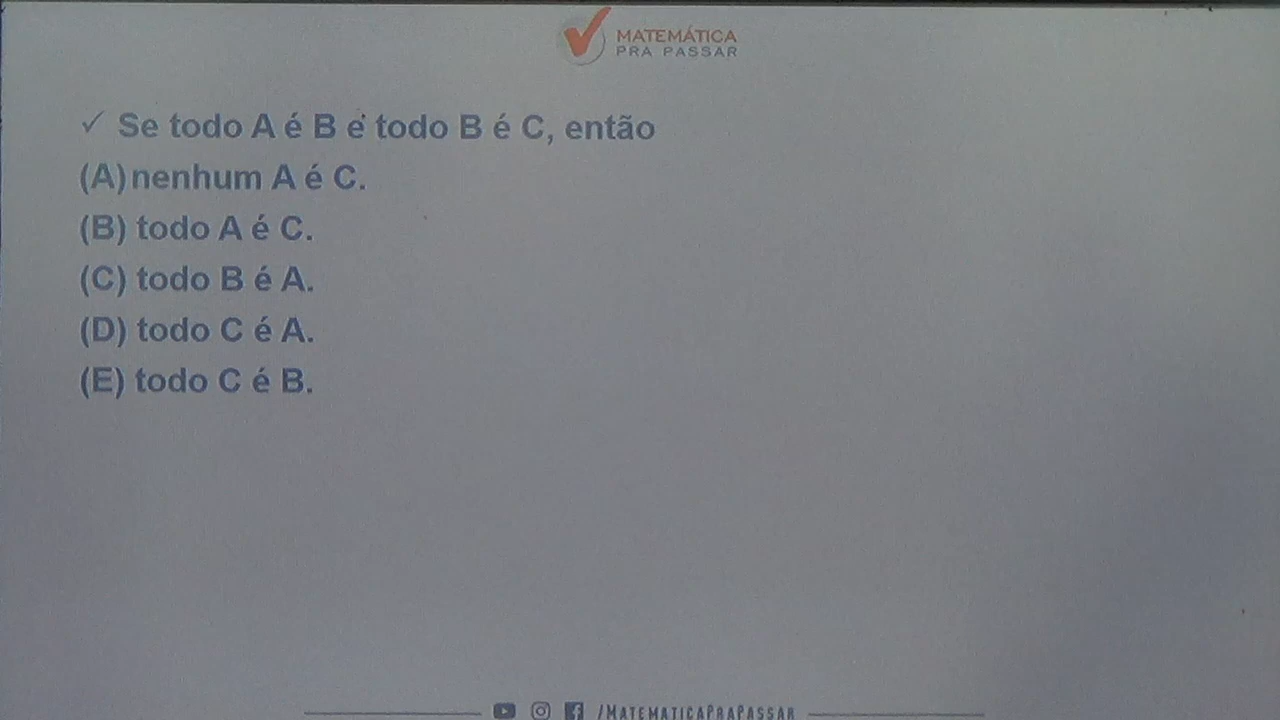 MATEMÁTICA
PRA PASSAR
✓ Se todo A é B e todo B é C, então
(A) nenhum A é C.
(B) todo A é C.
(C) todo B é A.
(D) todo C é A.
(E) todo C é B.
/MATEMATICAPRAPASSAR